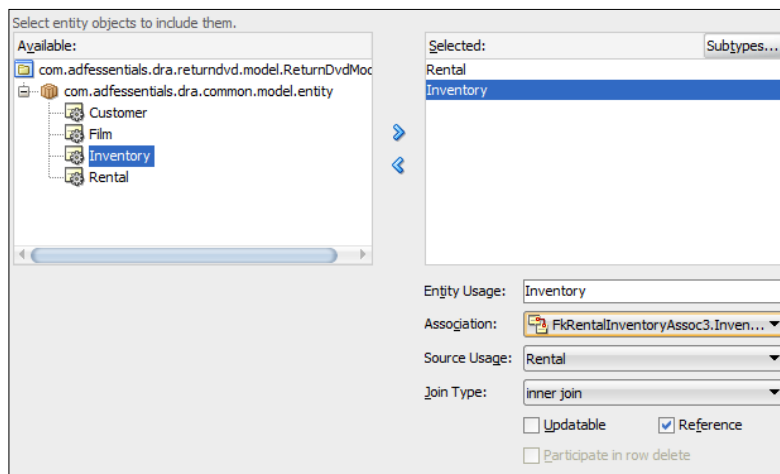 Select entity objects to include them.
Available:
com.adfessentials.dra.returndvd.model.ReturnDvdMod
com.adfessentials.dra.common.model.entity
Customer
Film
Inventory
Rental
Selected:
Subtypes...
Rental
Inventory
Entity Usage: Inventory
Association: FkRentalInventoryAssoc3.Inven...
Source Usage: Rental
Join Type: inner join
Updatable
Reference
Participate in row delete